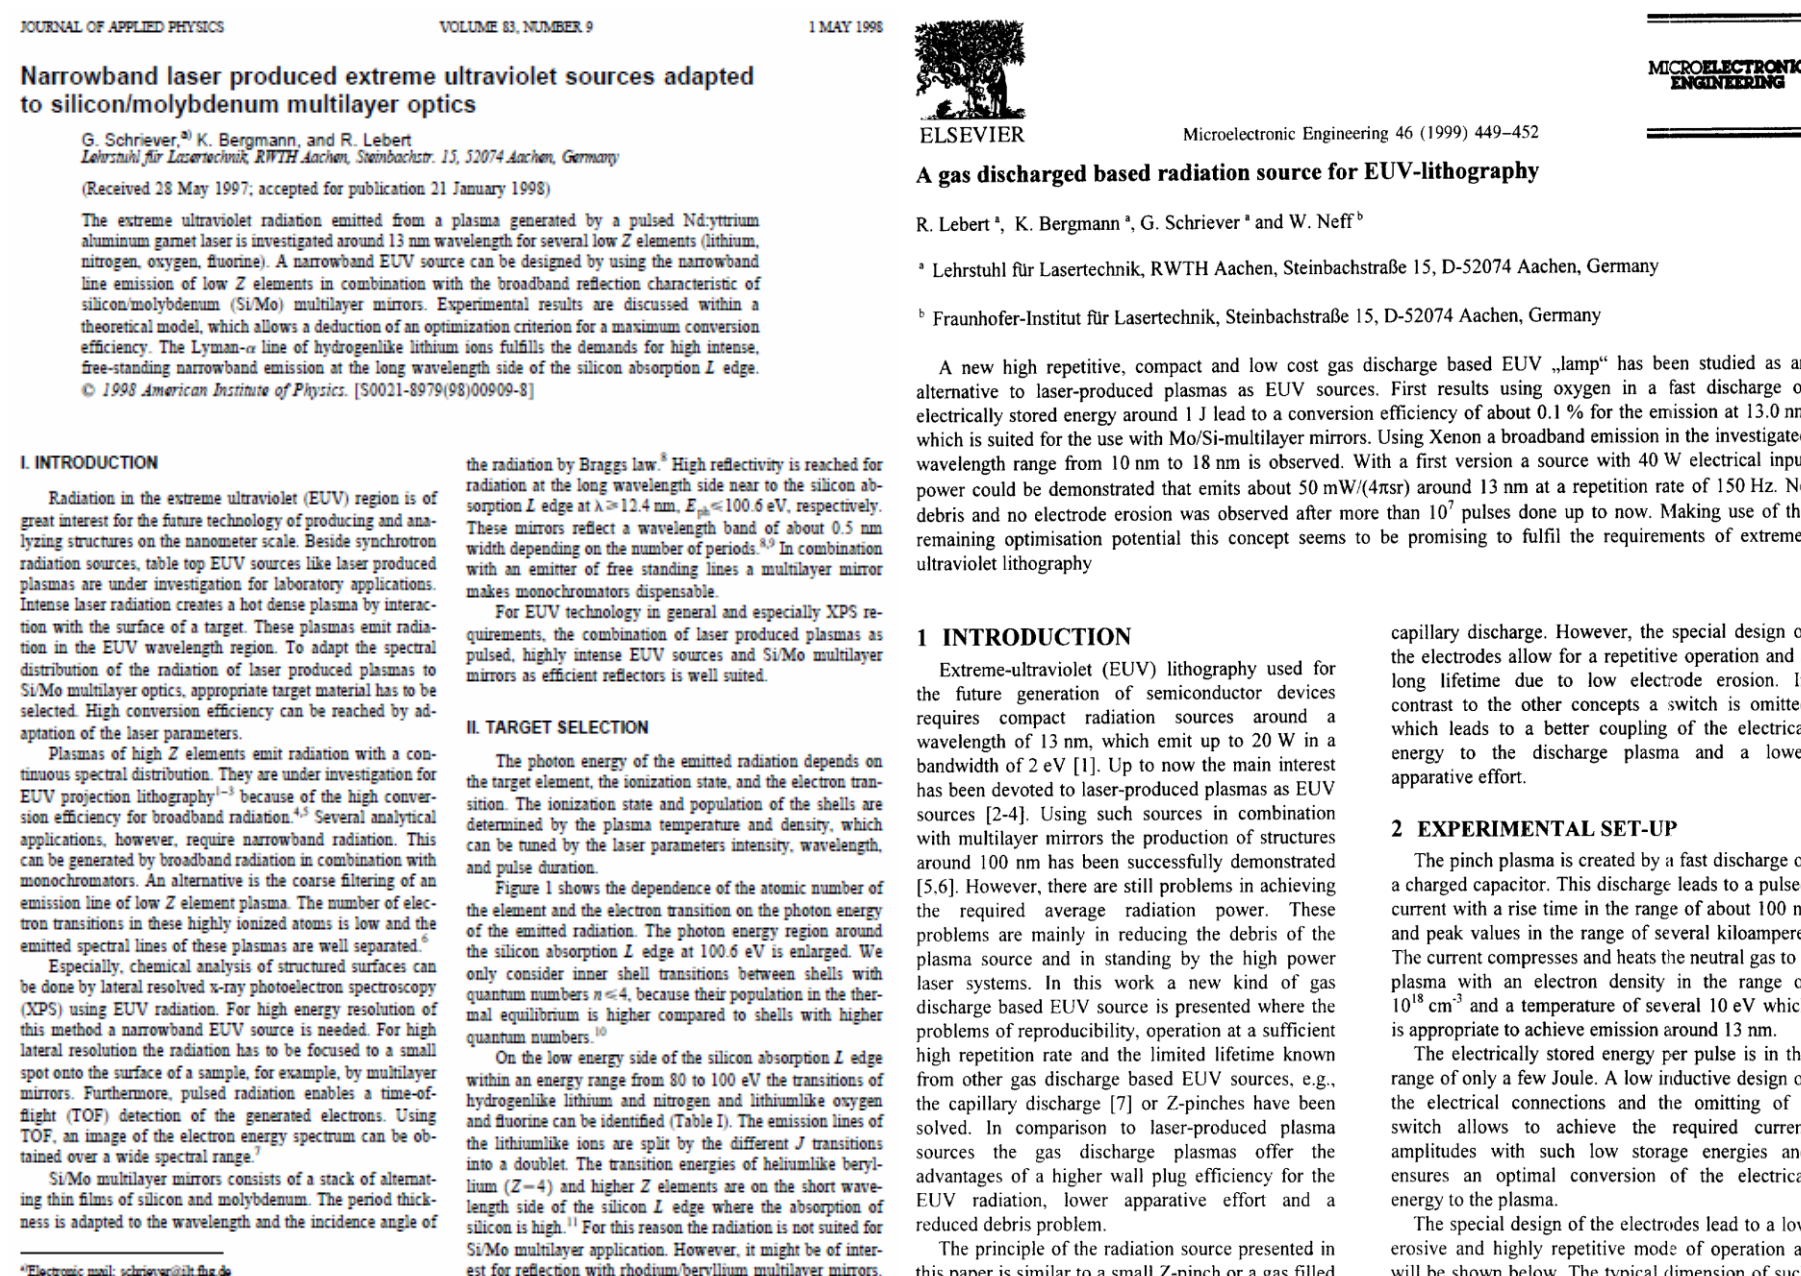 JOURNAL OF APPLIED PHYSICS VOLUME 83, NUMBER 9 1 MAY 1998
Narrowband laser produced extreme ultraviolet sources adapted
to silicon/molybdenum multilayer optics
G. Schriever,a) K. Bergmann, and R. Lebert
Lehrstuhl für Lasertechnik, RWTH Aachen, Steinbachstr. 15, 52074 Aachen, Germany
(Received 28 May 1997; accepted for publication 21 January 1998)
The extreme ultraviolet radiation emitted from a plasma generated by a pulsed Nd:yttrium
aluminum garnet laser is investigated around 13 nm wavelength for several low Z elements (lithium,
nitrogen, oxygen, fluorine). A narrowband EUV source can be designed by using the narrowband
line emission of low Z elements in combination with the broadband reflection characteristic of
silicon/molybdenum (Si/Mo) multilayer mirrors. Experimental results are discussed within a
theoretical model, which allows a deduction of an optimization criterion for a maximum conversion
efficiency. The Lyman-α line of hydrogenlike lithium ions fulfills the demands for high intense,
free-standing narrowband emission at the long wavelength side of the silicon absorption L edge.
© 1998 American Institute of Physics. [S0021-8979(98)00909-8]
I. INTRODUCTION
Radiation in the extreme ultraviolet (EUV) region is of
great interest for the future technology of producing and ana-
lyzing structures on the nanometer scale. Beside synchrotron
radiation sources, table top EUV sources like laser produced
plasmas are under investigation for laboratory applications.
Intense laser radiation creates a hot dense plasma by interac-
tion with the surface of a target. These plasmas emit radia-
tion in the EUV wavelength region. To adapt the spectral
distribution of the radiation of laser produced plasmas to
Si/Mo multilayer optics, appropriate target material has to be
selected. High conversion efficiency can be reached by ad-
aptation of the laser parameters.
Plasmas of high Z elements emit radiation with a con-
tinuous spectral distribution. They are under investigation for
EUV projection lithography1–3 because of the high conver-
sion efficiency for broadband radiation.4,5 Several analytical
applications, however, require narrowband radiation. This
can be generated by broadband radiation in combination with
monochromators. An alternative is the coarse filtering of an
emission line of low Z element plasma. The number of elec-
tron transitions in these highly ionized atoms is low and the
emitted spectral lines of these plasmas are well separated.6
Especially, chemical analysis of structured surfaces can
be done by lateral resolved x-ray photoelectron spectroscopy
(XPS) using EUV radiation. For high energy resolution of
this method a narrowband EUV source is needed. For high
lateral resolution the radiation has to be focused to a small
spot onto the surface of a sample, for example, by multilayer
mirrors. Furthermore, pulsed radiation enables a time-of-
flight (TOF) detection of the generated electrons. Using
TOF, an image of the electron energy spectrum can be ob-
tained over a wide spectral range.7
Si/Mo multilayer mirrors consists of a stack of alternat-
ing thin films of silicon and molybdenum. The period thick-
ness is adapted to the wavelength and the incidence angle of
a)Electronic mail: schriever@ilt.fhg.de
the radiation by Braggs law.8 High reflectivity is reached for
radiation at the long wavelength side near to the silicon ab-
sorption L edge at λ≥12.4 nm, Eph≤100.6 eV, respectively.
These mirrors reflect a wavelength band of about 0.5 nm
width depending on the number of periods.8,9 In combination
with an emitter of free standing lines a multilayer mirror
makes monochromators dispensable.
For EUV technology in general and especially XPS re-
quirements, the combination of laser produced plasmas as
pulsed, highly intense EUV sources and Si/Mo multilayer
mirrors as efficient reflectors is well suited.
II. TARGET SELECTION
The photon energy of the emitted radiation depends on
the target element, the ionization state, and the electron tran-
sition. The ionization state and population of the shells are
determined by the plasma temperature and density, which
can be tuned by the laser parameters intensity, wavelength,
and pulse duration.
Figure 1 shows the dependence of the atomic number of
the element and the electron transition on the photon energy
of the emitted radiation. The photon energy region around
the silicon absorption L edge at 100.6 eV is enlarged. We
only consider inner shell transitions between shells with
quantum numbers n≤4, because their population in the ther-
mal equilibrium is higher compared to shells with higher
quantum numbers.10
On the low energy side of the silicon absorption L edge
within an energy range from 80 to 100 eV the transitions of
hydrogenlike lithium and nitrogen and lithiumlike oxygen
and fluorine can be identified (Table I). The emission lines of
the lithiumlike ions are split by the different J transitions
into a doublet. The transition energies of heliumlike beryl-
lium (Z=4) and higher Z elements are on the short wave-
length side of the silicon L edge where the absorption of
silicon is high.11 For this reason the radiation is not suited for
Si/Mo multilayer application. However, it might be of inter-
est for reflection with rhodium/beryllium multilayer mirrors.
ELSEVIER
Microelectronic Engineering 46 (1999) 449–452
MICROELECTRONIC
ENGINEERING
A gas discharged based radiation source for EUV-lithography
R. Lebert a, K. Bergmann a, G. Schriever a and W. Neff b
a Lehrstuhl für Lasertechnik, RWTH Aachen, Steinbachstraße 15, D-52074 Aachen, Germany
b Fraunhofer-Institut für Lasertechnik, Steinbachstraße 15, D-52074 Aachen, Germany
A new high repetitive, compact and low cost gas discharge based EUV „lamp“ has been studied as an
alternative to laser-produced plasmas as EUV sources. First results using oxygen in a fast discharge o
electrically stored energy around 1 J lead to a conversion efficiency of about 0.1 % for the emission at 13.0 nm
which is suited for the use with Mo/Si-multilayer mirrors. Using Xenon a broadband emission in the investigate
wavelength range from 10 nm to 18 nm is observed. With a first version a source with 40 W electrical inpu
power could be demonstrated that emits about 50 mW/(4πsr) around 13 nm at a repetition rate of 150 Hz. No
debris and no electrode erosion was observed after more than 10⁷ pulses done up to now. Making use of th
remaining optimisation potential this concept seems to be promising to fulfil the requirements of extreme
ultraviolet lithography
1 INTRODUCTION
Extreme-ultraviolet (EUV) lithography used for
the future generation of semiconductor devices
requires compact radiation sources around a
wavelength of 13 nm, which emit up to 20 W in a
bandwidth of 2 eV [1]. Up to now the main interest
has been devoted to laser-produced plasmas as EUV
sources [2-4]. Using such sources in combination
with multilayer mirrors the production of structures
around 100 nm has been successfully demonstrated
[5,6]. However, there are still problems in achieving
the required average radiation power. These
problems are mainly in reducing the debris of the
plasma source and in standing by the high power
laser systems. In this work a new kind of gas
discharge based EUV source is presented where the
problems of reproducibility, operation at a sufficient
high repetition rate and the limited lifetime known
from other gas discharge based EUV sources, e.g.,
the capillary discharge [7] or Z-pinches have been
solved. In comparison to laser-produced plasma
sources the gas discharge plasmas offer the
advantages of a higher wall plug efficiency for the
EUV radiation, lower apparative effort and a
reduced debris problem.
The principle of the radiation source presented in
this paper is similar to a small Z-pinch or a gas filled
capillary discharge. However, the special design o
the electrodes allow for a repetitive operation and
long lifetime due to low electrode erosion. I
contrast to the other concepts a switch is omitte
which leads to a better coupling of the electrica
energy to the discharge plasma and a lowe
apparative effort.
2 EXPERIMENTAL SET-UP
The pinch plasma is created by a fast discharge o
a charged capacitor. This discharge leads to a pulse
current with a rise time in the range of about 100 n
and peak values in the range of several kiloampere
The current compresses and heats the neutral gas to
plasma with an electron density in the range o
10¹⁸ cm⁻³ and a temperature of several 10 eV whic
is appropriate to achieve emission around 13 nm.
The electrically stored energy per pulse is in th
range of only a few Joule. A low inductive design o
the electrical connections and the omitting of
switch allows to achieve the required curren
amplitudes with such low storage energies an
ensures an optimal conversion of the electrica
energy to the plasma.
The special design of the electrodes lead to a low
erosive and highly repetitive mode of operation a
will be shown below. The typical dimension of suc